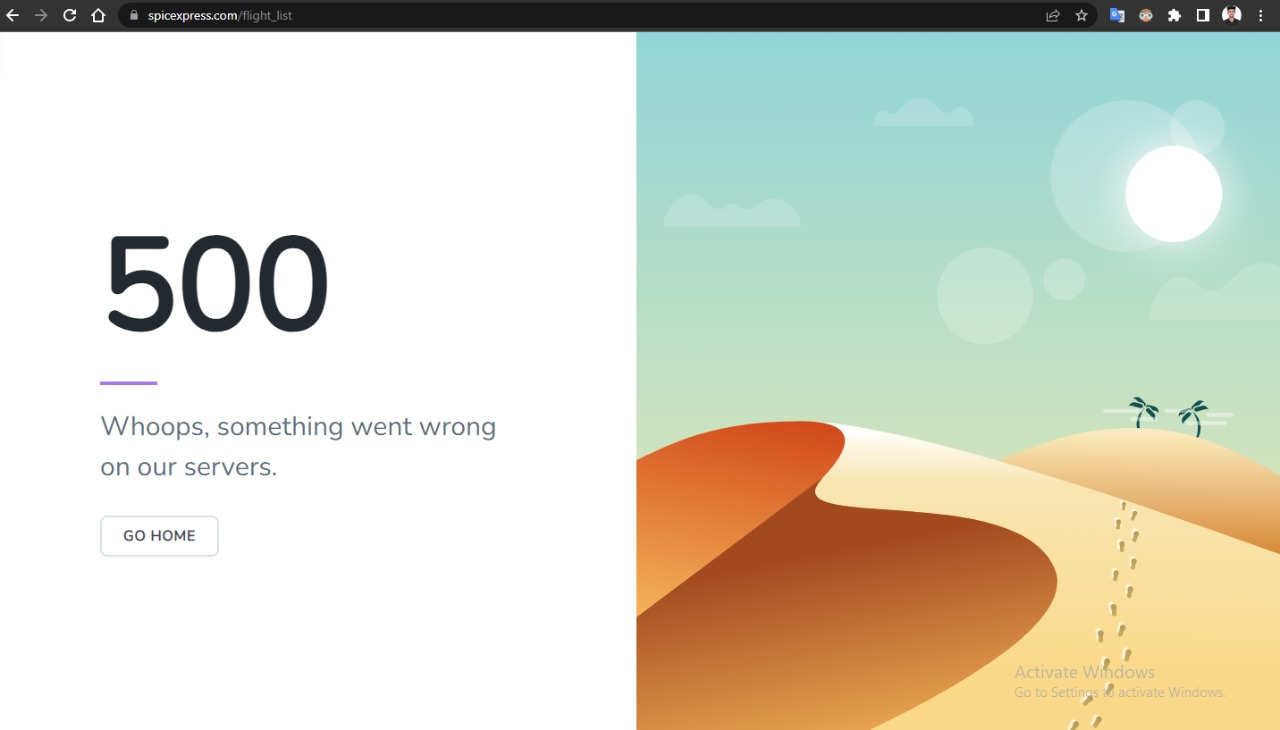 spicexpress.com/flight_list
500
Whoops, something went wrong
on our servers.
GO HOME
Activate Windows
Go to Settings to activate Windows.